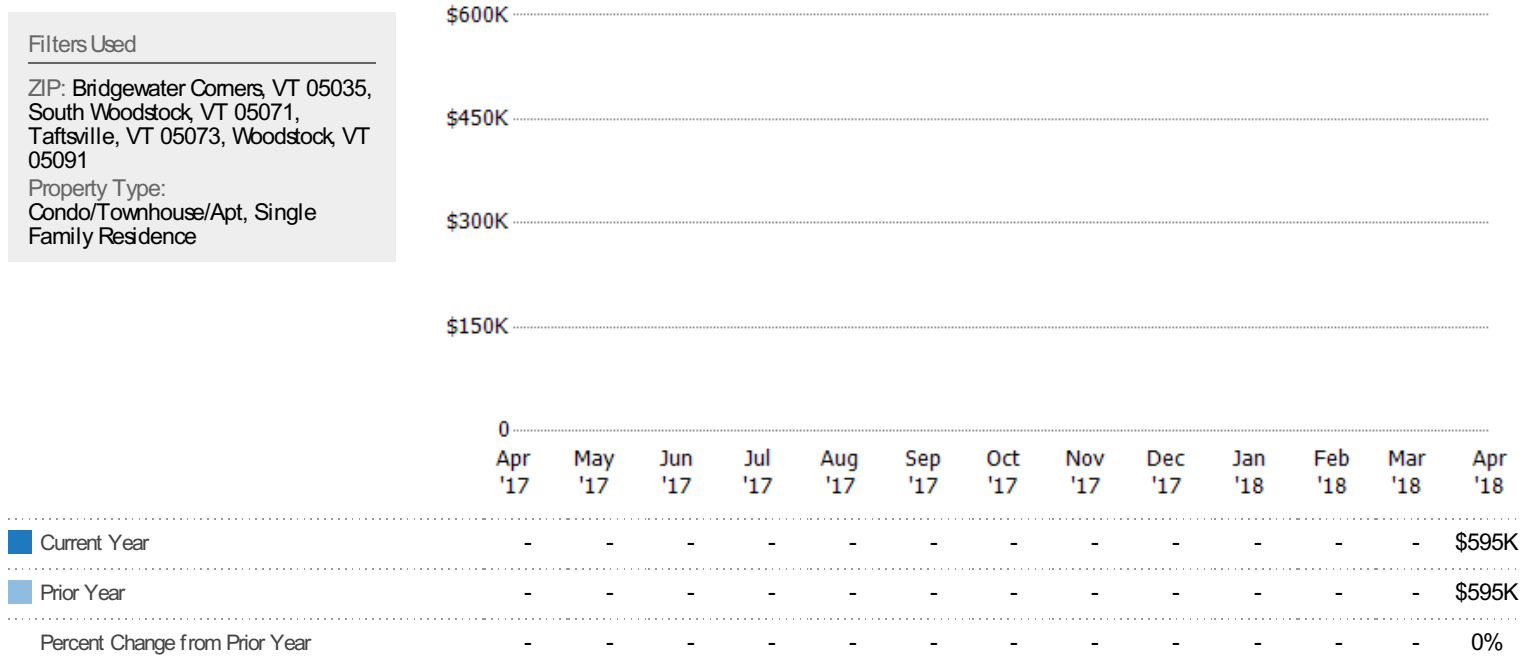 Filters Used
ZIP: Bridgewater Corners, VT 05035,
South Woodstock, VT 05071,
Taftsville, VT 05073, Woodstock, VT
05091
Property Type:
Condo/Townhouse/Apt, Single
Family Residence
$600K
$450K
$300K
$150K
0
Apr May Jun Jul Aug Sep Oct Nov Dec Jan Feb Mar Apr
'17 '17 '17 '17 '17 '17 '17 '17 '17 '18 '18 '18 '18
Current Year - - - - - - - - - - - - $595K
Prior Year - - - - - - - - - - - - $595K
Percent Change from Prior Year - - - - - - - - - - - - 0%